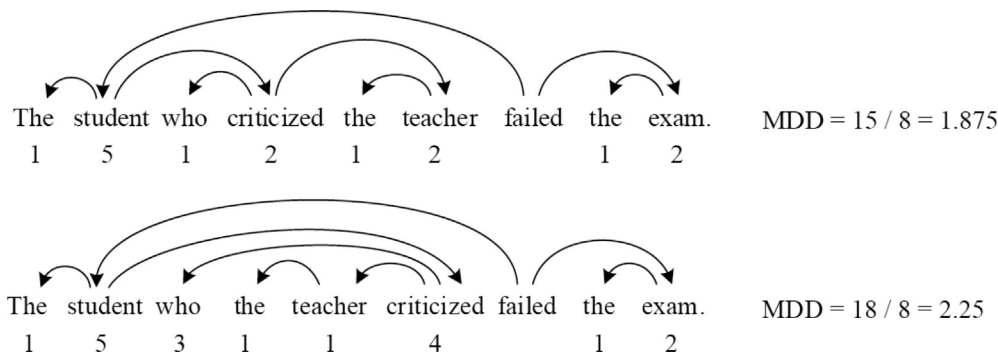 The student who criticized the teacher failed the exam. MDD = 15 / 8 = 1.875
1 5 1 2 1 2 1 2
The student who the teacher criticized failed the exam. MDD = 18 / 8 = 2.25
1 5 3 1 1 4 1 2